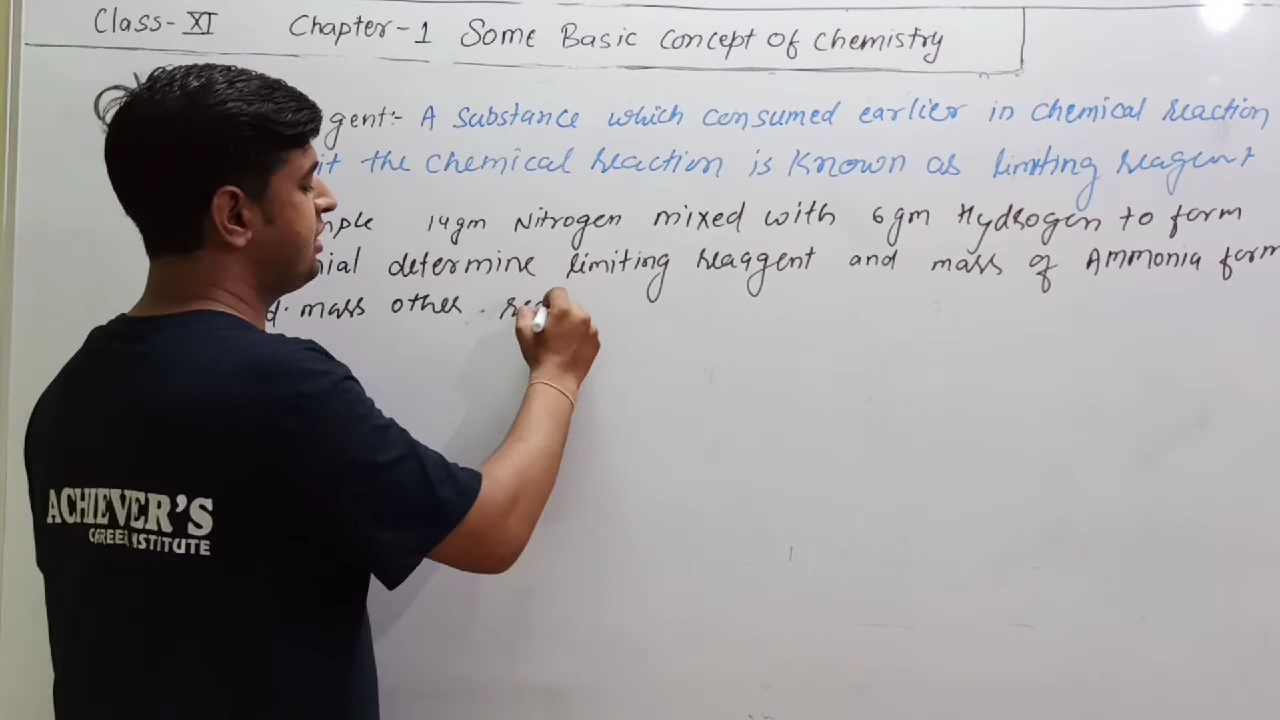 Class-XI Chapter-1 Some Basic Concept of Chemistry
gent:- A Substance which consumed earlier in chemical reaction
it the chemical reaction is known as limiting reagent
mple 14gm Nitrogen mixed with 6gm Hydrogen to form
nial determine limiting reaggent and mass of Ammonia form
d. mass other
ACHIEVER'S
CAREER INSTITUTE